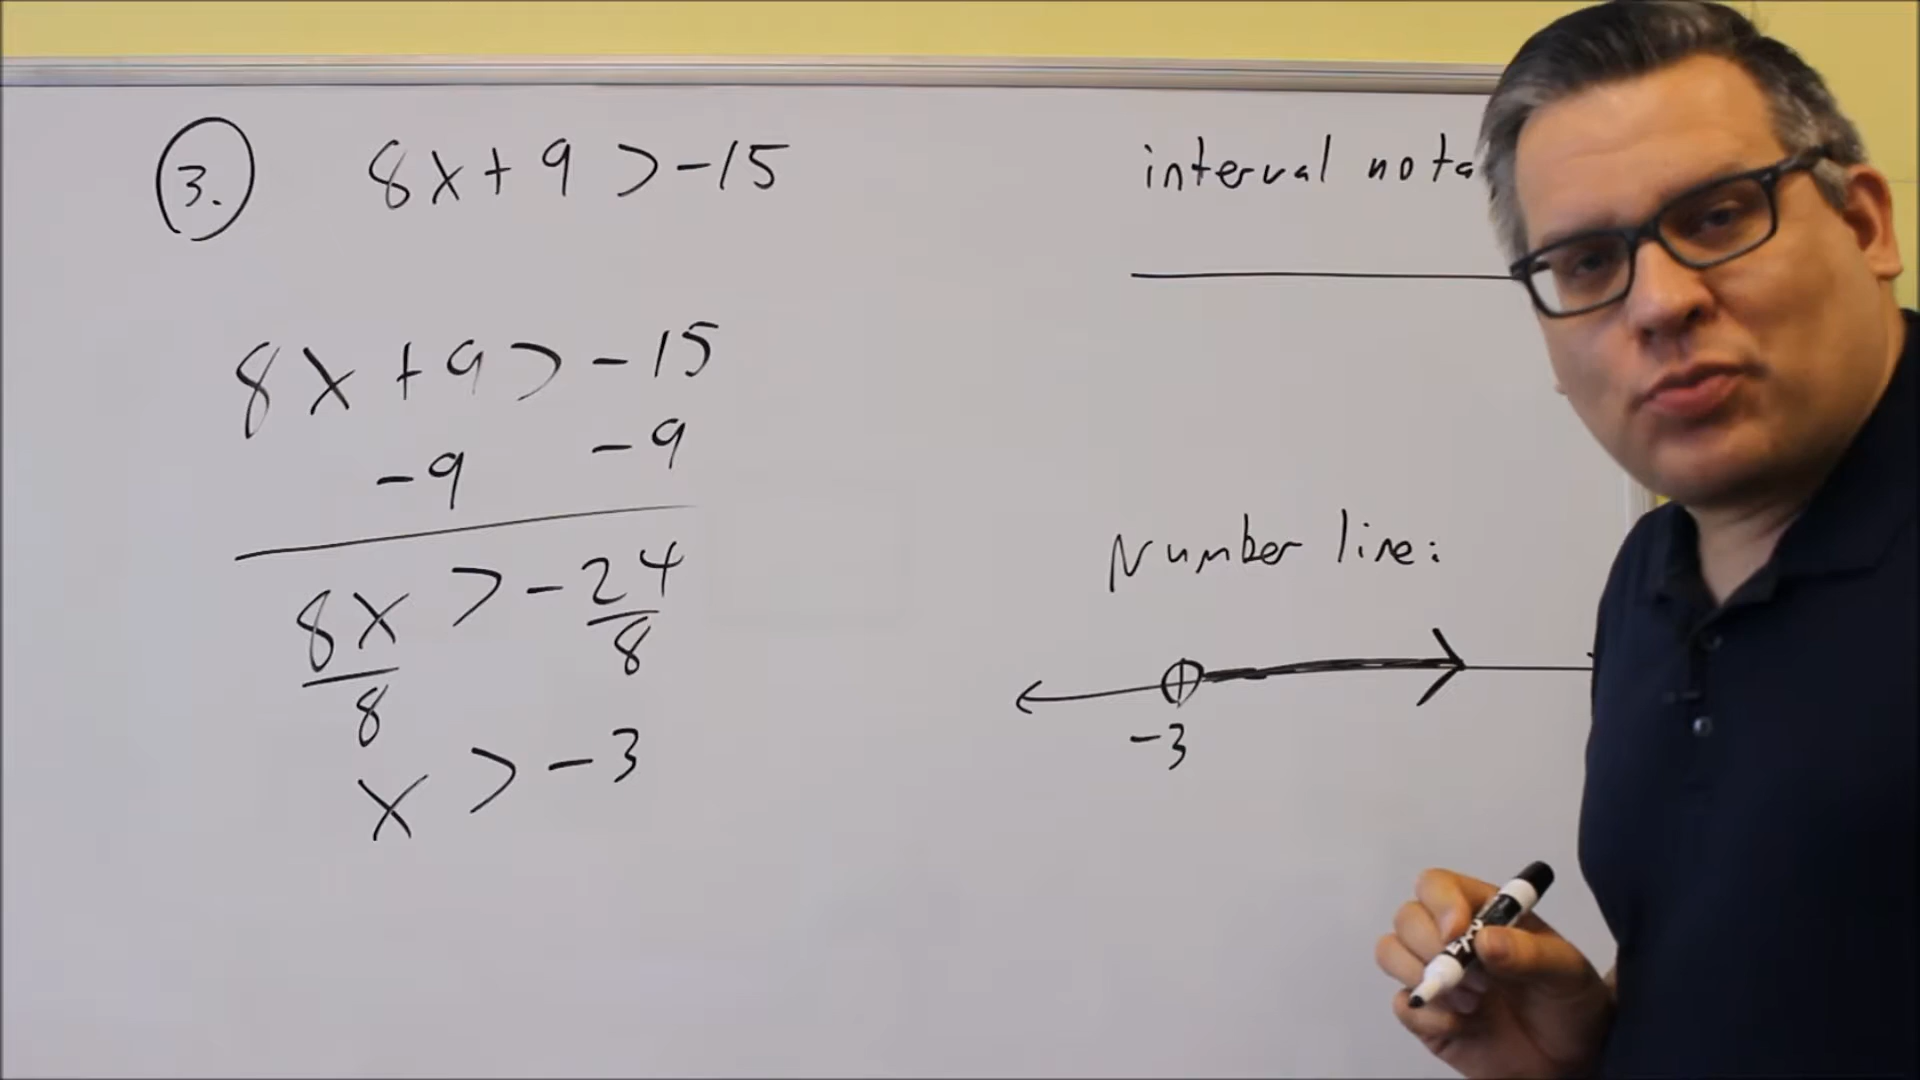 3. 8x + 9 > -15
8x + 9 > -15
-9 -9
8x > -24
8 8
x > -3
interval nota
Number line:
-3